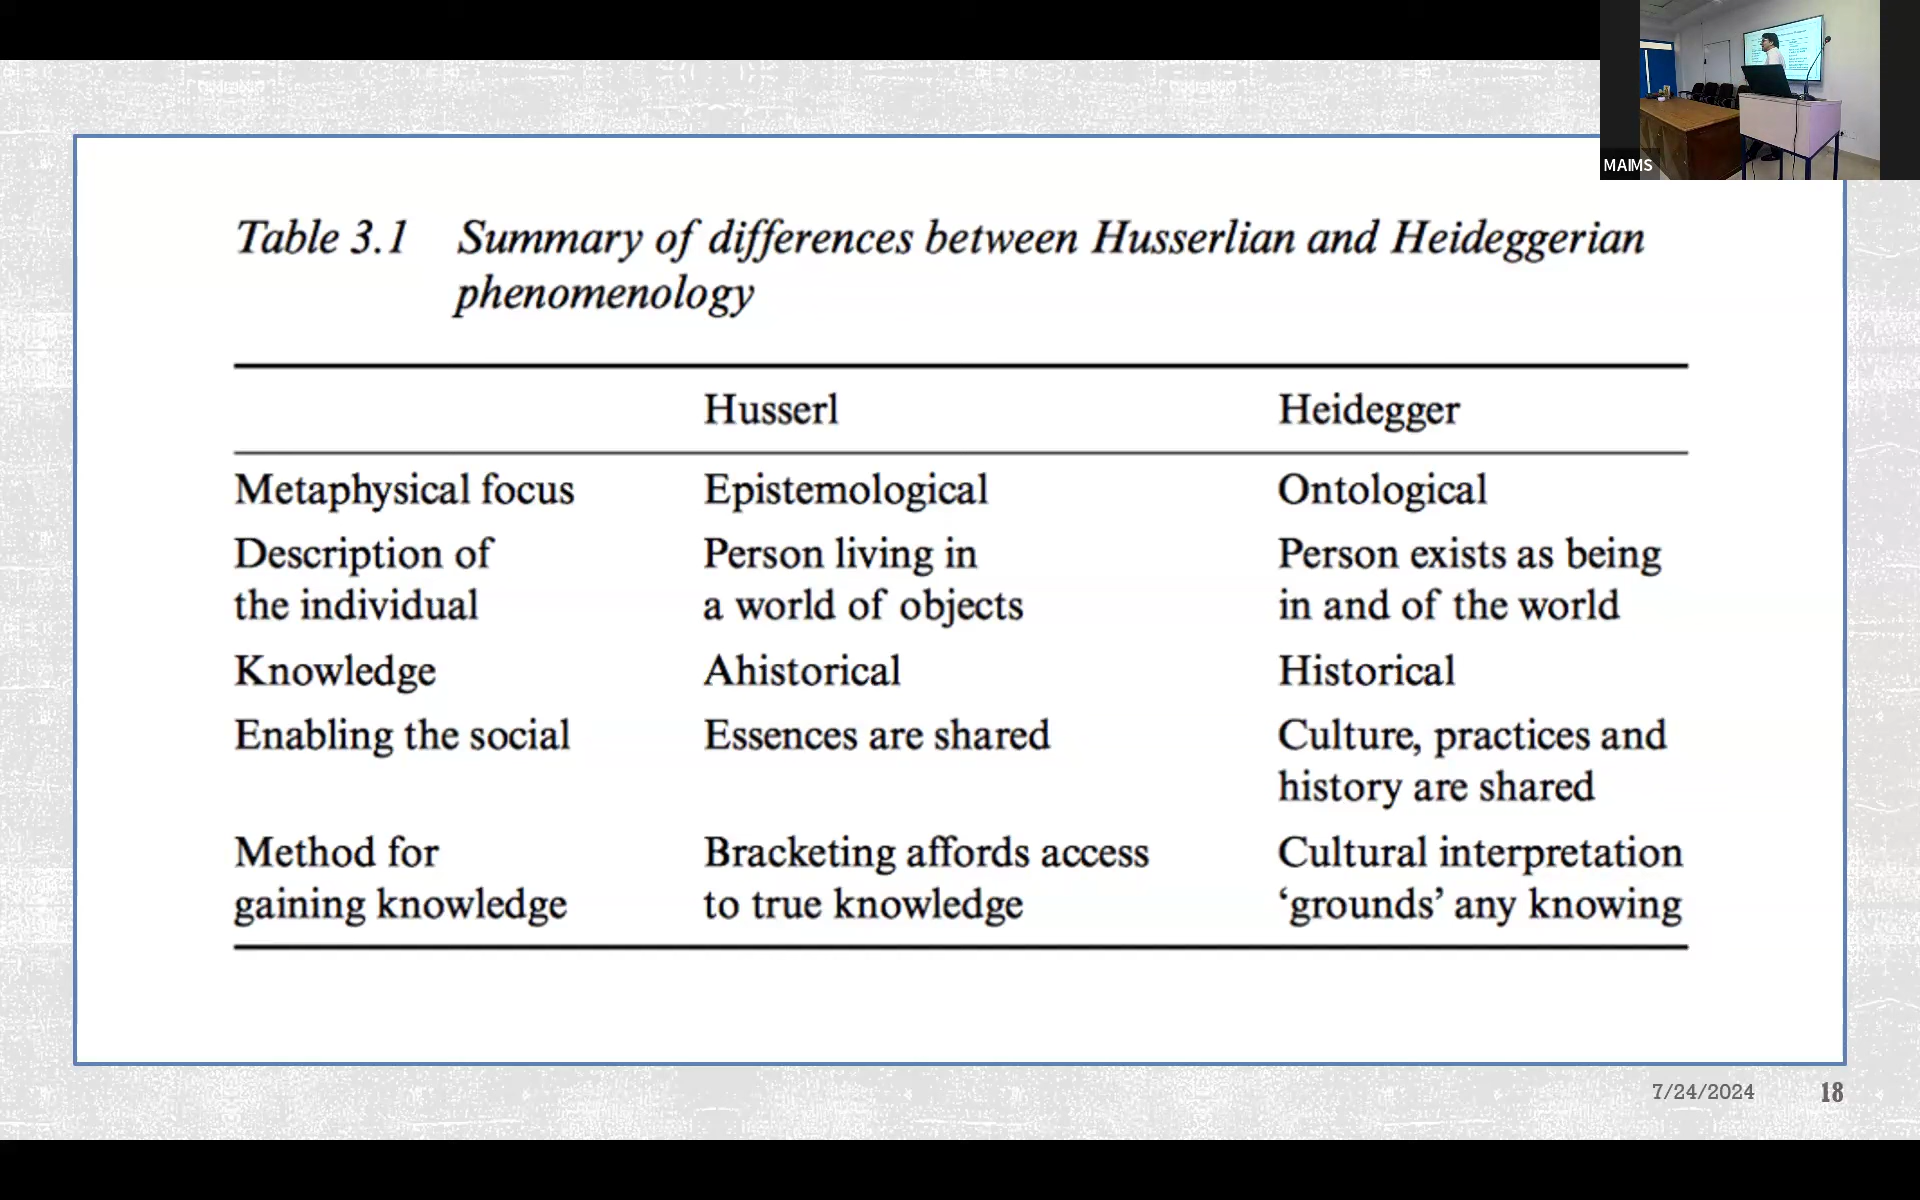 MAIMS
Table 3.1 Summary of differences between Husserlian and Heideggerian
phenomenology
Husserl Heidegger
Metaphysical focus Epistemological Ontological
Description of Person living in Person exists as being
the individual a world of objects in and of the world
Knowledge Ahistorical Historical
Enabling the social Essences are shared Culture, practices and
history are shared
Method for Bracketing affords access Cultural interpretation
gaining knowledge to true knowledge ‘grounds’ any knowing
7/24/2024 18